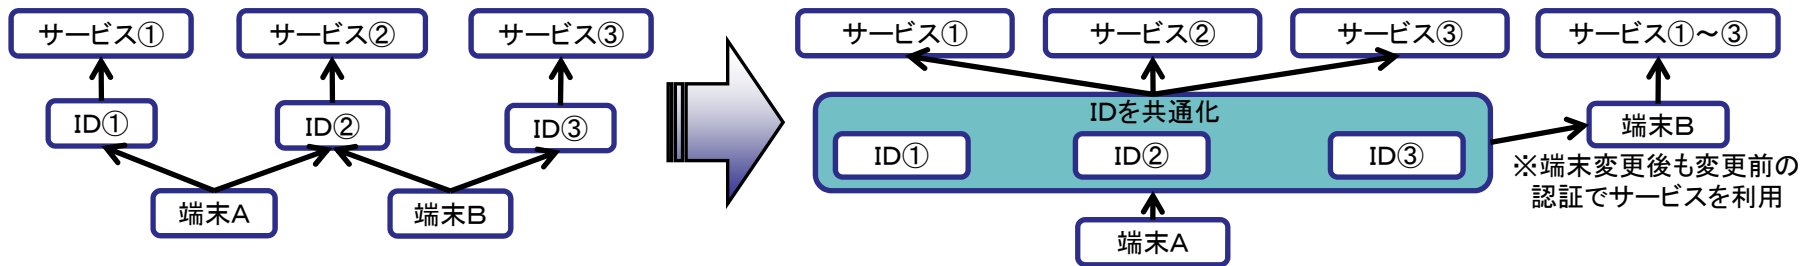 サービス①
サービス②
サービス③
ID①
ID②
ID③
端末A
端末B
サービス①
サービス②
サービス③
サービス①～③
IDを共通化
ID①
ID②
ID③
端末A
端末B
※端末変更後も変更前の
認証でサービスを利用